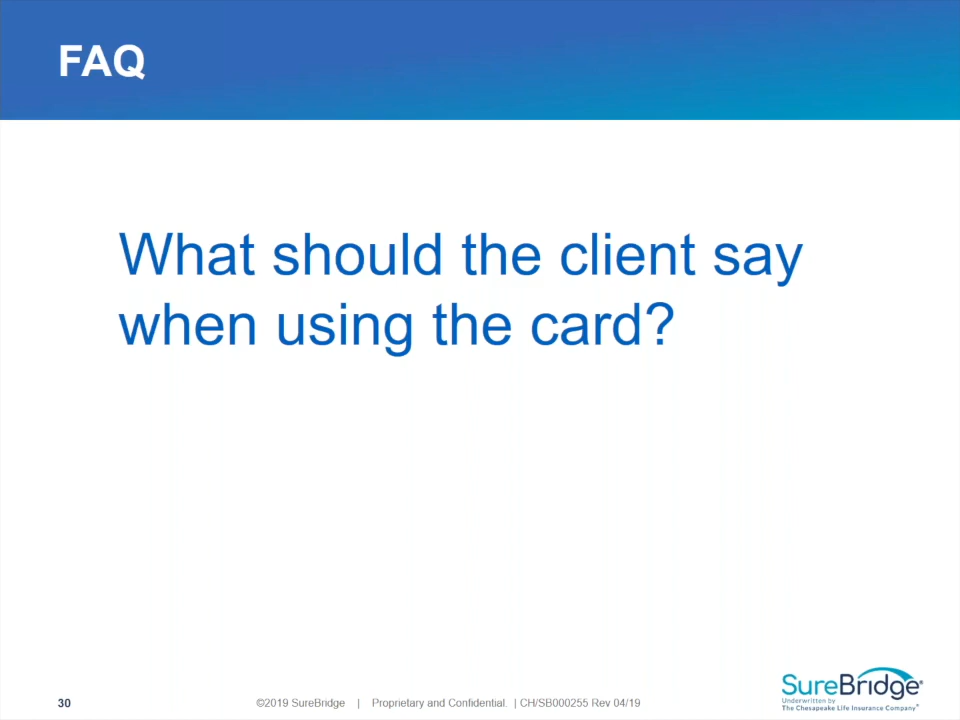 FAQ
What should the client say
when using the card?
30
©2019 SureBridge | Proprietary and Confidential. | CH/SB000255 Rev 04/19
SureBridge®
Underwritten by
The Chesapeake Life Insurance Company®